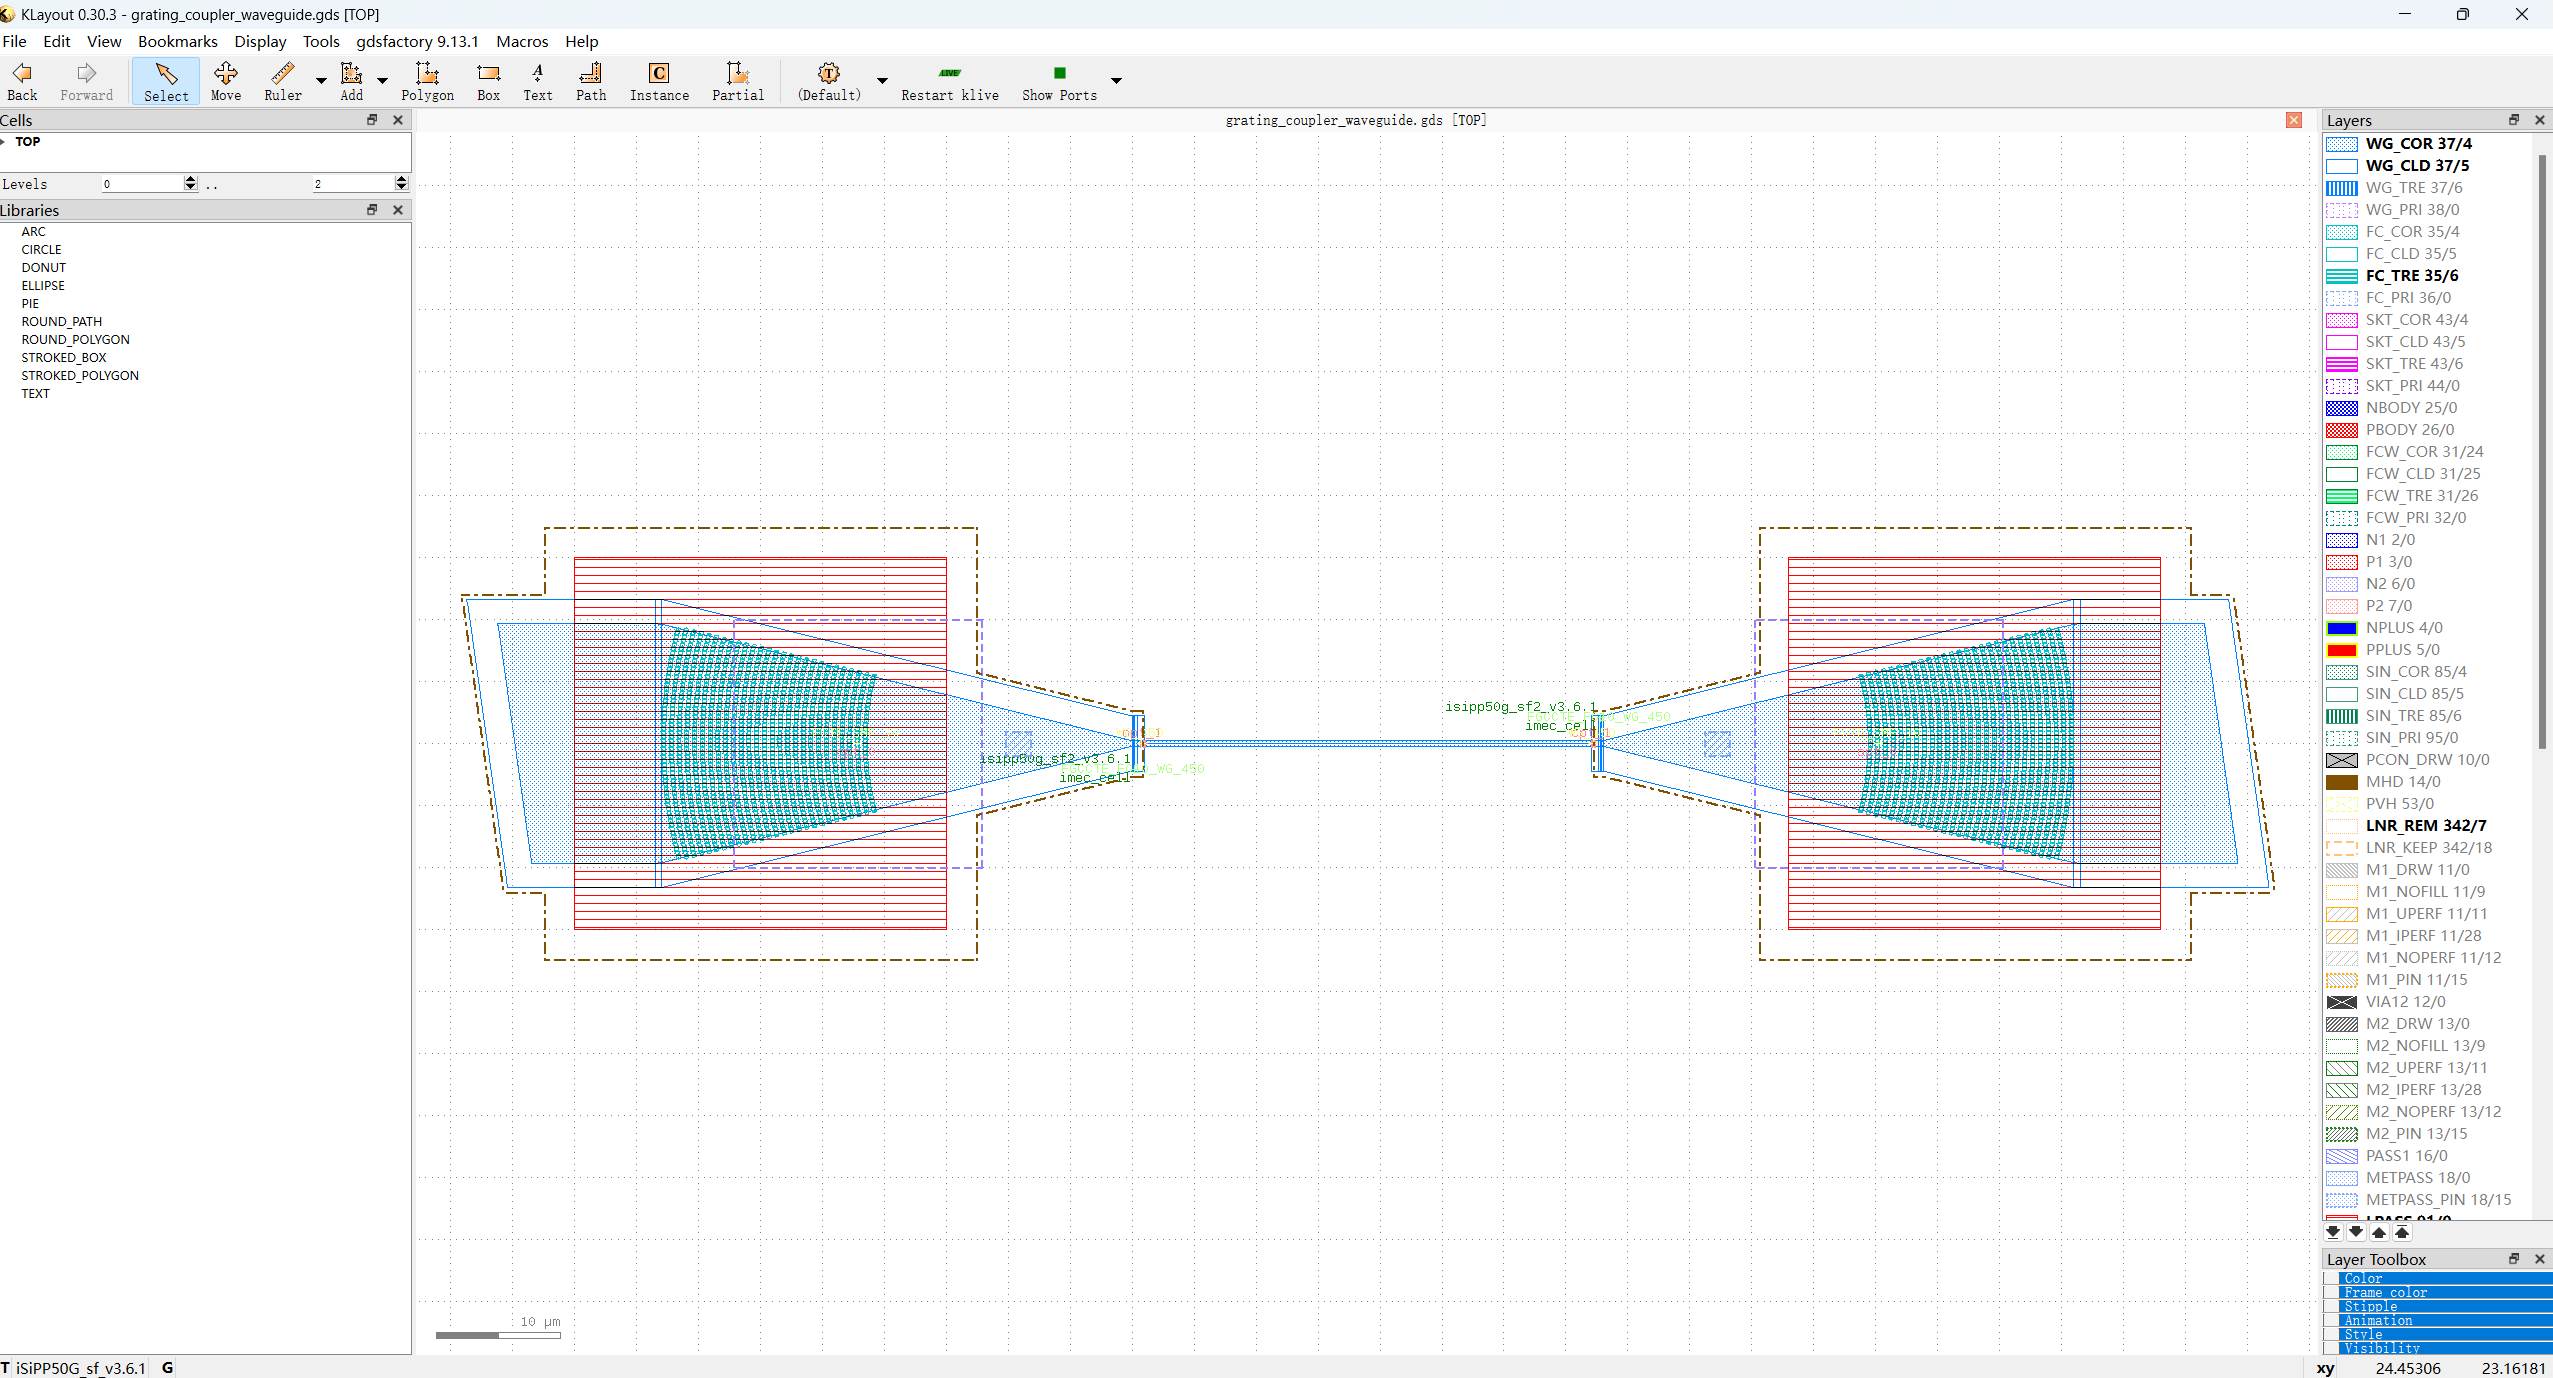 KLayout 0.30.3 - grating_coupler_waveguide.gds [TOP]
File Edit View Bookmarks Display Tools gdsfactory 9.13.1 Macros Help
Back Forward Select Move Ruler Add Polygon Box Text Path Instance Partial (Default) Restart klive Show Ports
Cells
TOP
Levels 0 .. 2
Libraries
ARC
CIRCLE
DONUT
ELLIPSE
PIE
ROUND_PATH
ROUND_POLYGON
STROKED_BOX
STROKED_POLYGON
TEXT
grating_coupler_waveguide.gds [TOP]
isipp50g_sf2_v3.6.1
imec_cell
isipp50g_sf2_v3.6.1
imec_cell
10 µm
Layers
WG_COR 37/4
WG_CLD 37/5
WG_TRE 37/6
WG_PRI 38/0
FC_COR 35/4
FC_CLD 35/5
FC_TRE 35/6
FC_PRI 36/0
SKT_COR 43/4
SKT_CLD 43/5
SKT_TRE 43/6
SKT_PRI 44/0
NBODY 25/0
PBODY 26/0
FCW_COR 31/24
FCW_CLD 31/25
FCW_TRE 31/26
FCW_PRI 32/0
N1 2/0
P1 3/0
N2 6/0
P2 7/0
NPLUS 4/0
PPLUS 5/0
SIN_COR 85/4
SIN_CLD 85/5
SIN_TRE 85/6
SIN_PRI 95/0
PCON_DRW 10/0
MHD 14/0
PVH 53/0
LNR_REM 342/7
LNR_KEEP 342/18
M1_DRW 11/0
M1_NOFILL 11/9
M1_UPERF 11/11
M1_IPERF 11/28
M1_NOPERF 11/12
M1_PIN 11/15
VIA12 12/0
M2_DRW 13/0
M2_NOFILL 13/9
M2_UPERF 13/11
M2_IPERF 13/28
M2_NOPERF 13/12
M2_PIN 13/15
PASS1 16/0
METPASS 18/0
METPASS_PIN 18/15
Layer Toolbox
Color
Frame color
Stipple
Animation
Style
Visibility
T iSiPP50G_sf_v3.6.1 G
xy 24.45306 23.16181